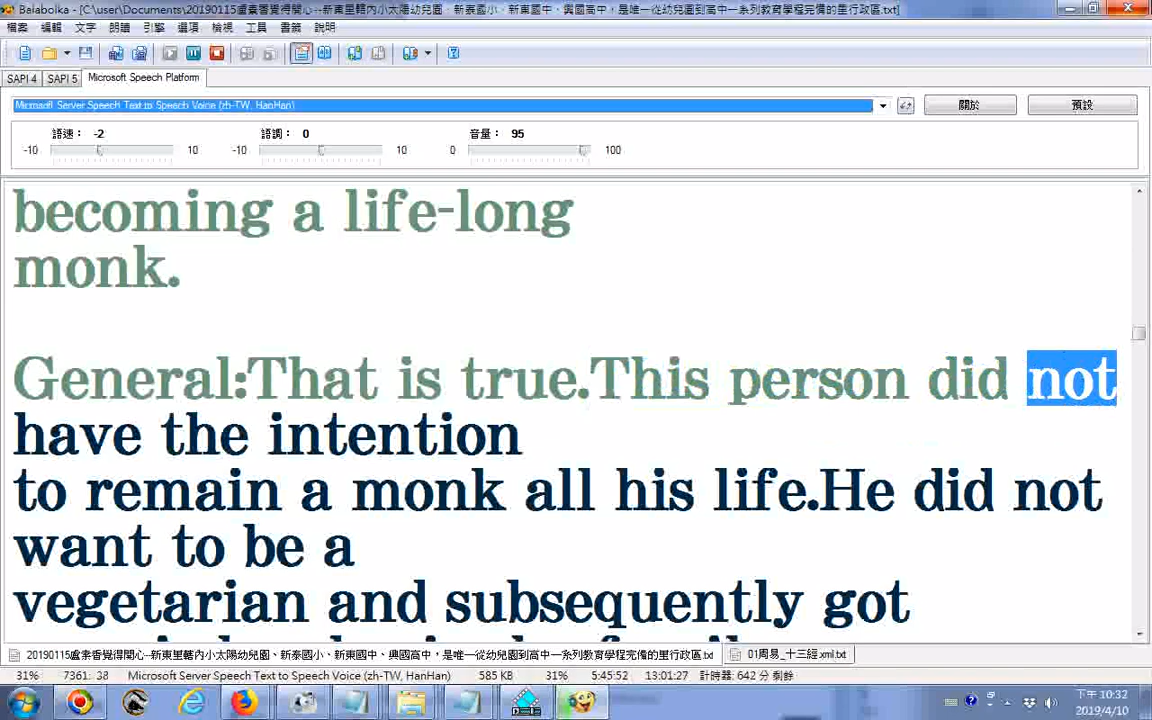 Balabolka - [C:\user\Documents\20190115盧素香覺得開心--新東里轄內小太陽幼兒園、新泰國小、新東國中、興國高中，是唯一從幼兒園到高中一系列教育學程完備的里行政區.txt]
檔案 編輯 文字 朗讀 引擎 選項 檢視 工具 書籤 說明
SAPI 4 SAPI 5 Microsoft Speech Platform
Microsoft Server Speech Text to Speech Voice (zh-TW, HanHan) 關於 預設
語速： -2 語調： 0 音量： 95
-10 10 -10 10 0 100
becoming a life-long
monk.
General:That is true.This person did not
have the intention
to remain a monk all his life.He did not
want to be a
vegetarian and subsequently got
20190115盧素香覺得開心--新東里轄內小太陽幼兒園、新泰國小、新東國中、興國高中，是唯一從幼兒園到高中一系列教育學程完備的里行政區.txt 01周易_十三經.xml.txt
31% 7361: 38 Microsoft Server Speech Text to Speech Voice (zh-TW, HanHan) 585 KB 31% 5:45:52 13:01:27 計時器: 642 分 剩餘
下午 10:32
2019/4/10